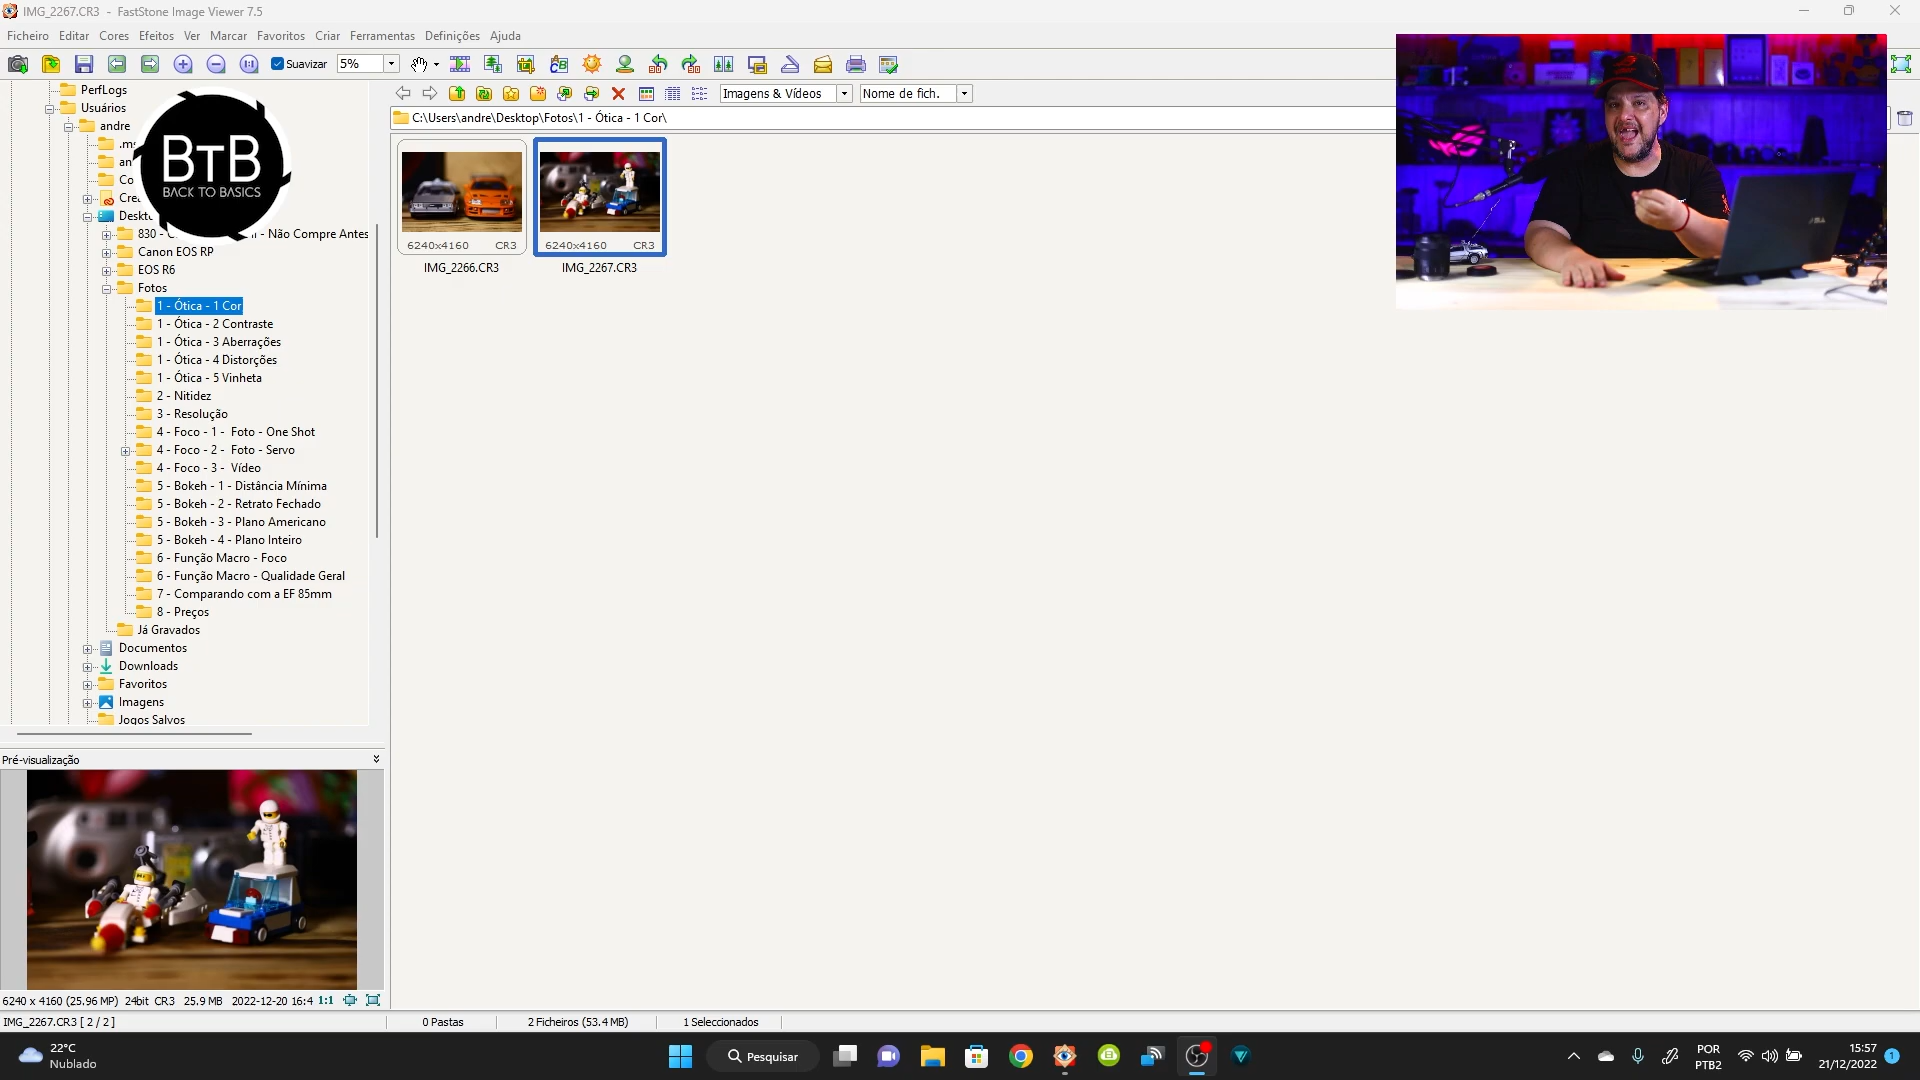 IMG_2267.CR3 - FastStone Image Viewer 7.5
Ficheiro Editar Cores Efeitos Ver Marcar Favoritos Criar Ferramentas Definições Ajuda
Suavizar 5%
Imagens & Vídeos Nome de fich.
C:\Users\andre\Desktop\Fotos\1 - Ótica - 1 Cor\
PerfLogs
Usuários
andre
BTB
BACK TO BASICS
- Não Compre Antes
Canon EOS RP
EOS R6
Fotos
1 - Ótica - 1 Cor
1 - Ótica - 2 Contraste
1 - Ótica - 3 Aberrações
1 - Ótica - 4 Distorções
1 - Ótica - 5 Vinheta
2 - Nitidez
3 - Resolução
4 - Foco - 1 - Foto - One Shot
4 - Foco - 2 - Foto - Servo
4 - Foco - 3 - Vídeo
5 - Bokeh - 1 - Distância Mínima
5 - Bokeh - 2 - Retrato Fechado
5 - Bokeh - 3 - Plano Americano
5 - Bokeh - 4 - Plano Inteiro
6 - Função Macro - Foco
6 - Função Macro - Qualidade Geral
7 - Comparando com a EF 85mm
8 - Preços
Já Gravados
Documentos
Downloads
Favoritos
Imagens
Jogos Salvos
6240x4160 CR3
IMG_2266.CR3
6240x4160 CR3
IMG_2267.CR3
Pré-visualização
6240 x 4160 (25,96 MP) 24bit CR3 25,9 MB 2022-12-20 16:4 1:1
IMG_2267.CR3 [ 2 / 2 ]
0 Pastas
2 Ficheiros (53.4 MB)
1 Seleccionados
22°C
Nublado
Pesquisar
POR
PTB2
15:57
21/12/2022
1